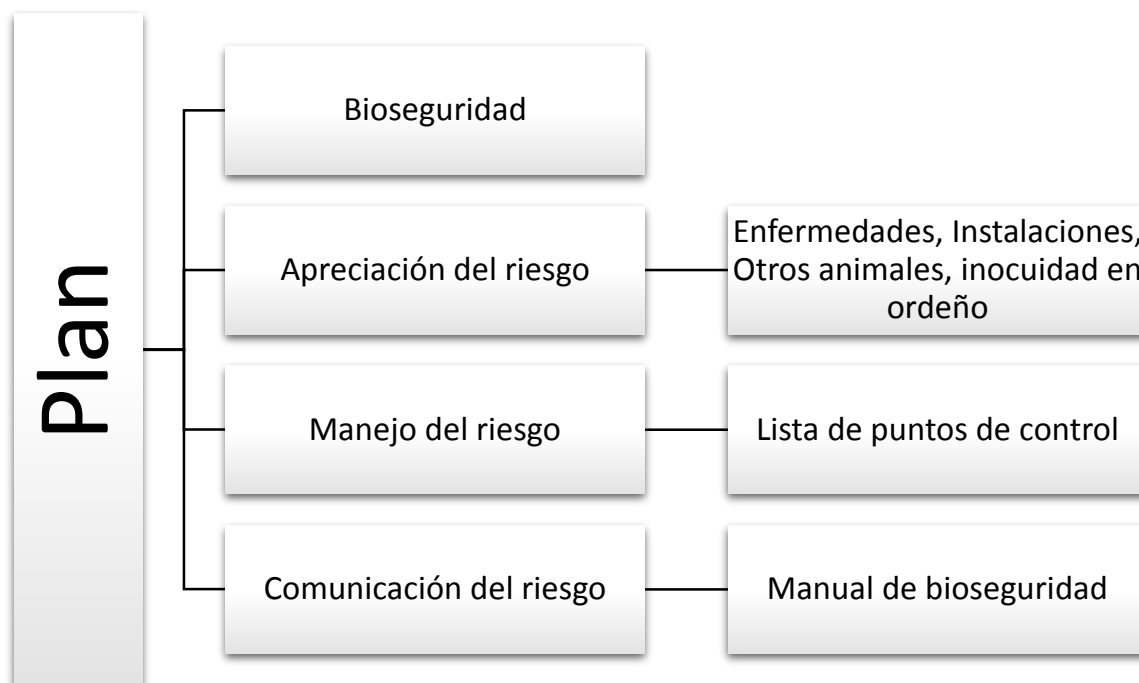 Plan
Bioseguridad
Apreciación del riesgo
Enfermedades, Instalaciones,
Otros animales, inocuidad en
ordeño
Manejo del riesgo
Lista de puntos de control
Comunicación del riesgo
Manual de bioseguridad